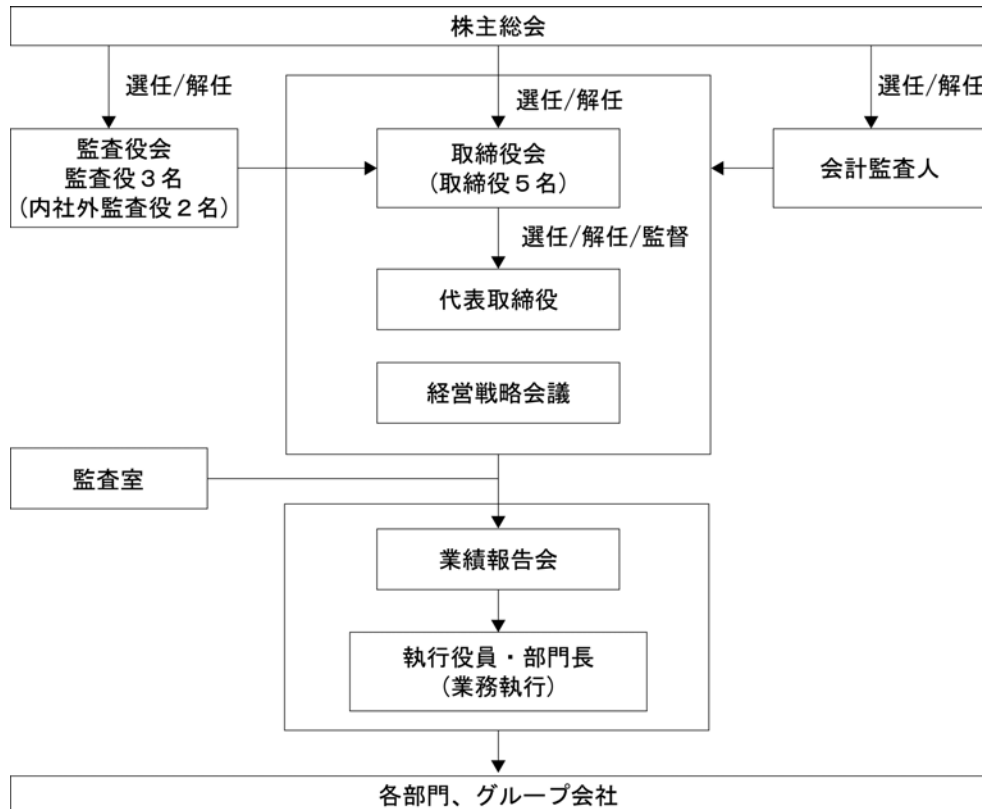 株主総会
選任/解任
選任/解任
選任/解任
監査役会
監査役３名
(内社外監査役２名)
取締役会
(取締役５名)
会計監査人
選任/解任/監督
代表取締役
経営戦略会議
監査室
業績報告会
執行役員・部門長
(業務執行)
各部門、グループ会社